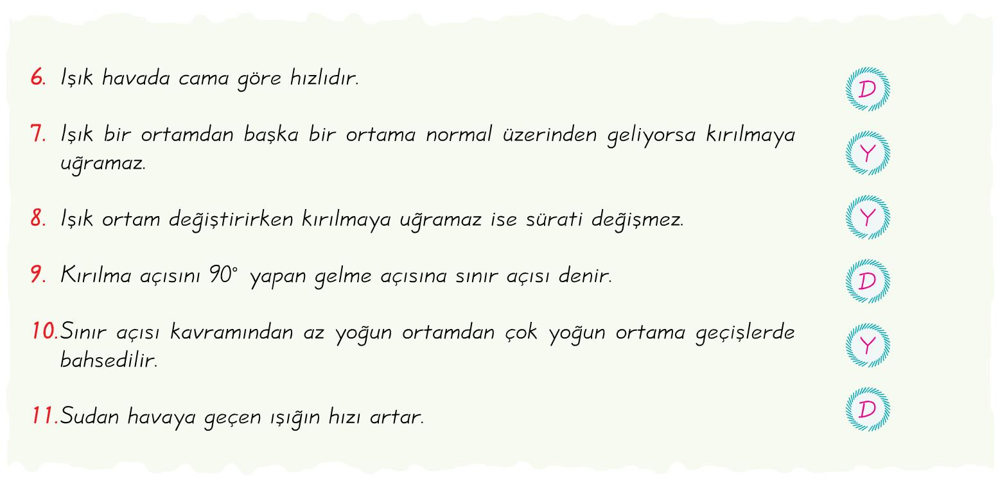 6. Işık havada cama göre hızlıdır. D
7. Işık bir ortamdan başka bir ortama normal üzerinden geliyorsa kırılmaya
uğramaz. Y
8. Işık ortam değiştirirken kırılmaya uğramaz ise sürati değişmez. Y
9. Kırılma açısını 90° yapan gelme açısına sınır açısı denir. D
10. Sınır açısı kavramından az yoğun ortamdan çok yoğun ortama geçişlerde
bahsedilir. Y
11. Sudan havaya geçen ışığın hızı artar. D